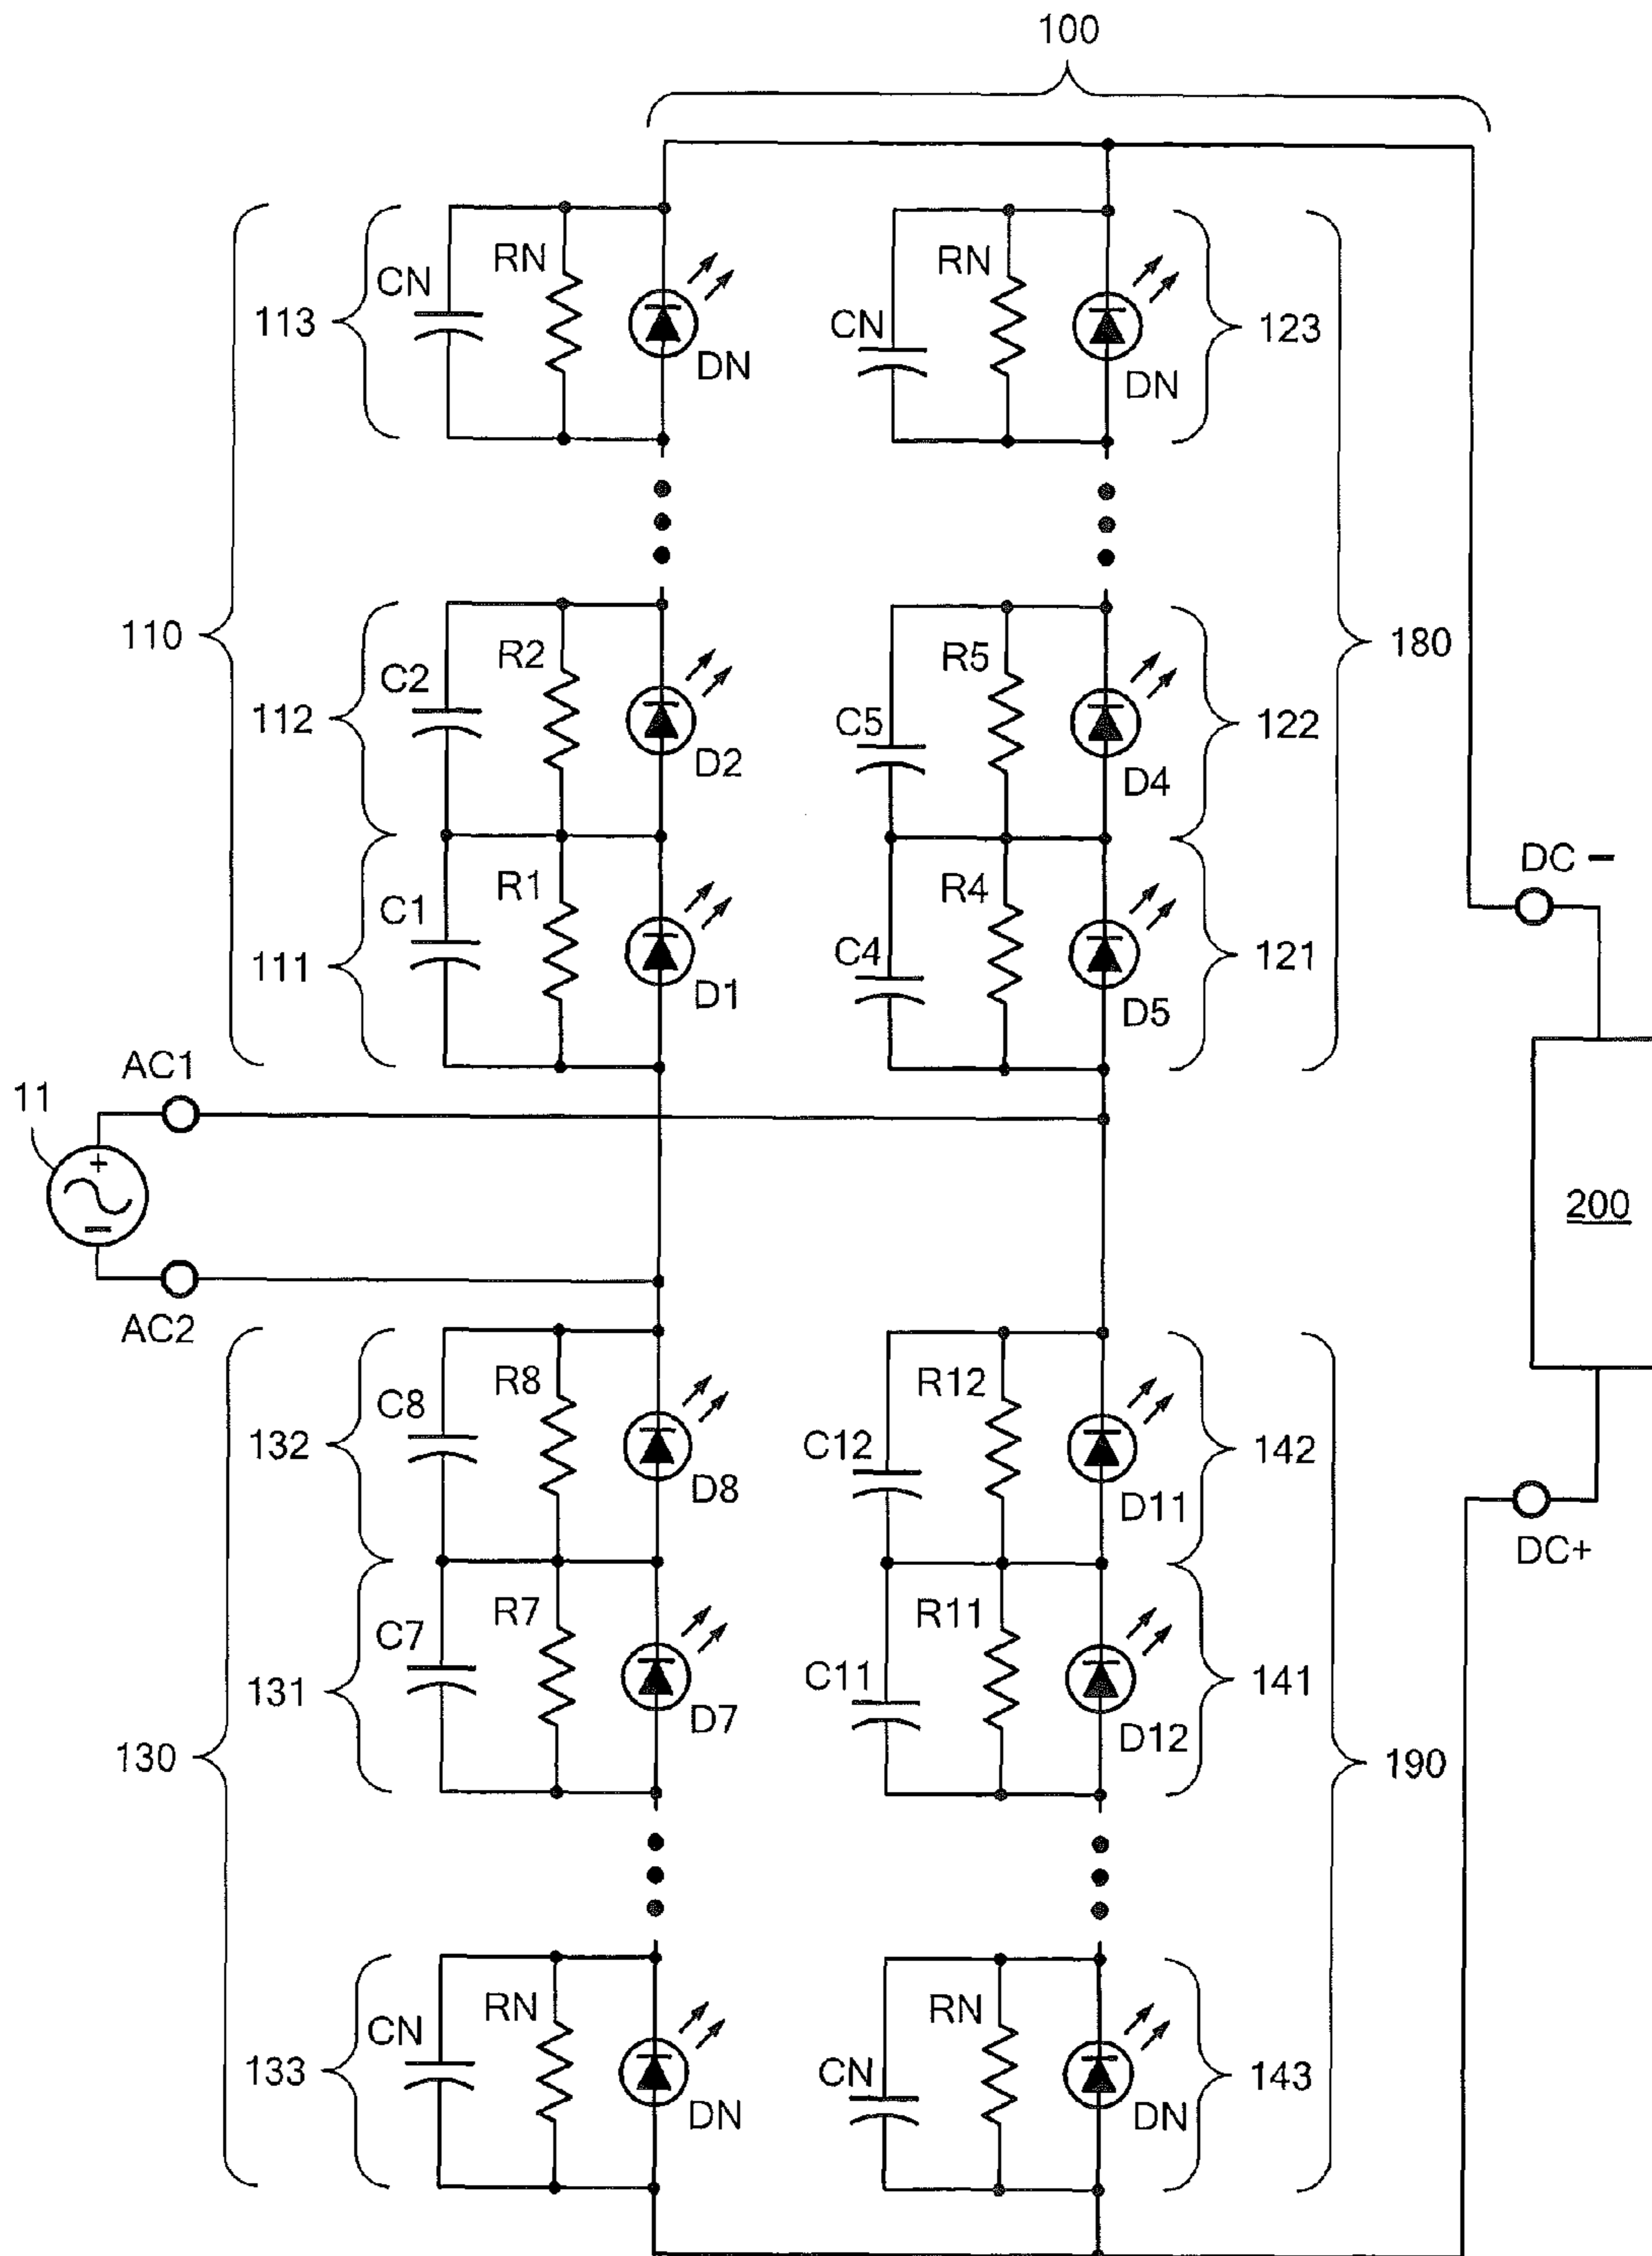 100
CN RN DN
113
CN RN DN
123
110
C2 R2 D2
112
C5 R5 D4
122
180
C1 R1 D1
111
C4 R4 D5
121
DC −
AC1
11
+
−
200
AC2
C8 R8 D8
132
C12 R12 D11
142
DC+
C7 R7 D7
131
C11 R11 D12
141
130
190
CN RN DN
133
CN RN DN
143